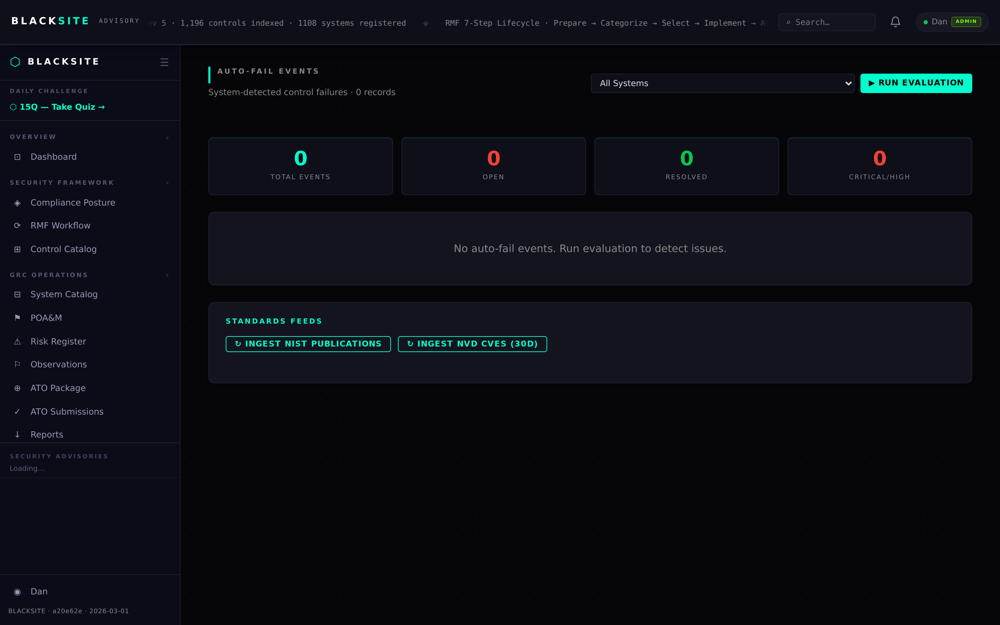 BLACKSITE ADVISORY
5 · 1,196 controls indexed · 1108 systems registered ◆ RMF 7-Step Lifecycle · Prepare → Categorize → Select → Implement →
Search…
Dan ADMIN
BLACKSITE
DAILY CHALLENGE
15Q — Take Quiz →
OVERVIEW
Dashboard
SECURITY FRAMEWORK
Compliance Posture
RMF Workflow
Control Catalog
GRC OPERATIONS
System Catalog
POA&M
Risk Register
Observations
ATO Package
ATO Submissions
Reports
SECURITY ADVISORIES
Loading…
Dan
BLACKSITE · a20e62e · 2026-03-01
AUTO-FAIL EVENTS
System-detected control failures · 0 records
All Systems
▶ RUN EVALUATION
0
TOTAL EVENTS
0
OPEN
0
RESOLVED
0
CRITICAL/HIGH
No auto-fail events. Run evaluation to detect issues.
STANDARDS FEEDS
↻ INGEST NIST PUBLICATIONS
↻ INGEST NVD CVES (30D)